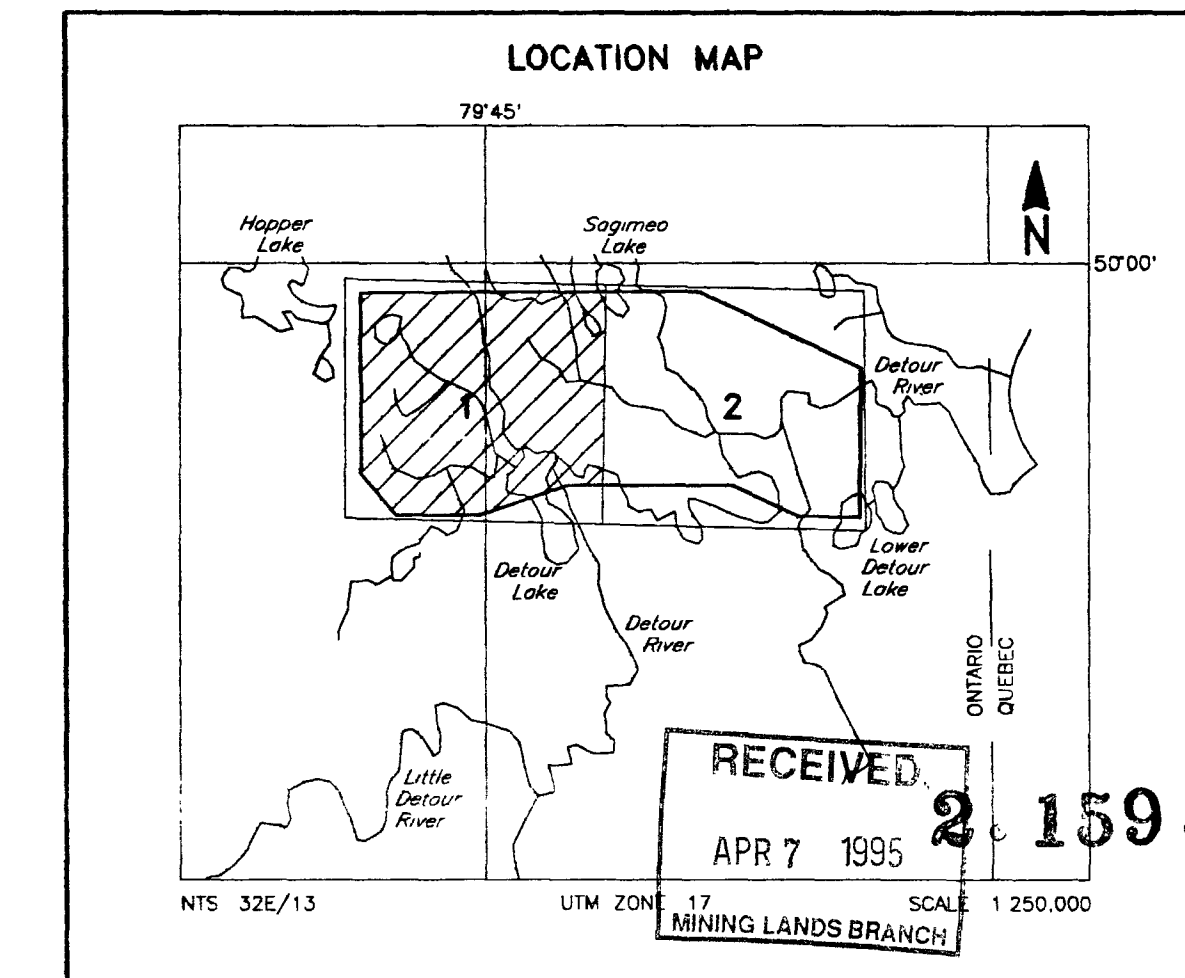 LOCATION MAP
79°45'
Hopper
Lake
Sagimeo
Lake
N
50°00'
Detour
River
1
2
Lower
Detour
Lake
Detour
Lake
Detour
River
ONTARIO
QUEBEC
Little
Detour
River
RECEIVED
2.159
APR 7 1995
MINING LANDS BRANCH
NTS 32E/13
UTM ZONE 17
SCALE 1 250,000